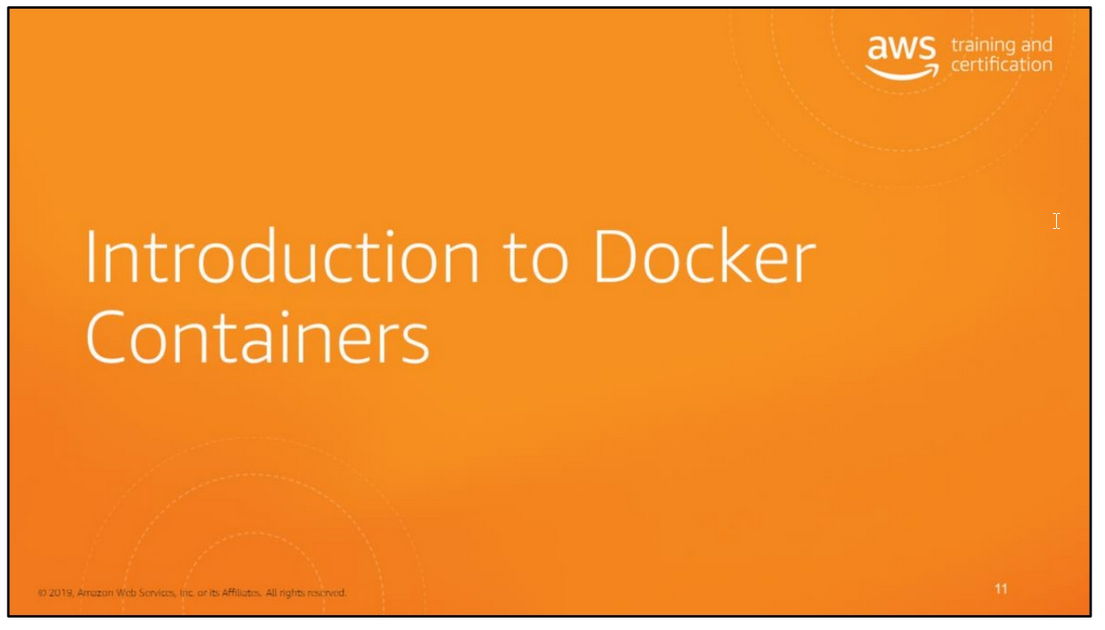 aws training and
certification
Introduction to Docker
Containers
© 2019, Amazon Web Services, Inc. or its Affiliates. All rights reserved.
11